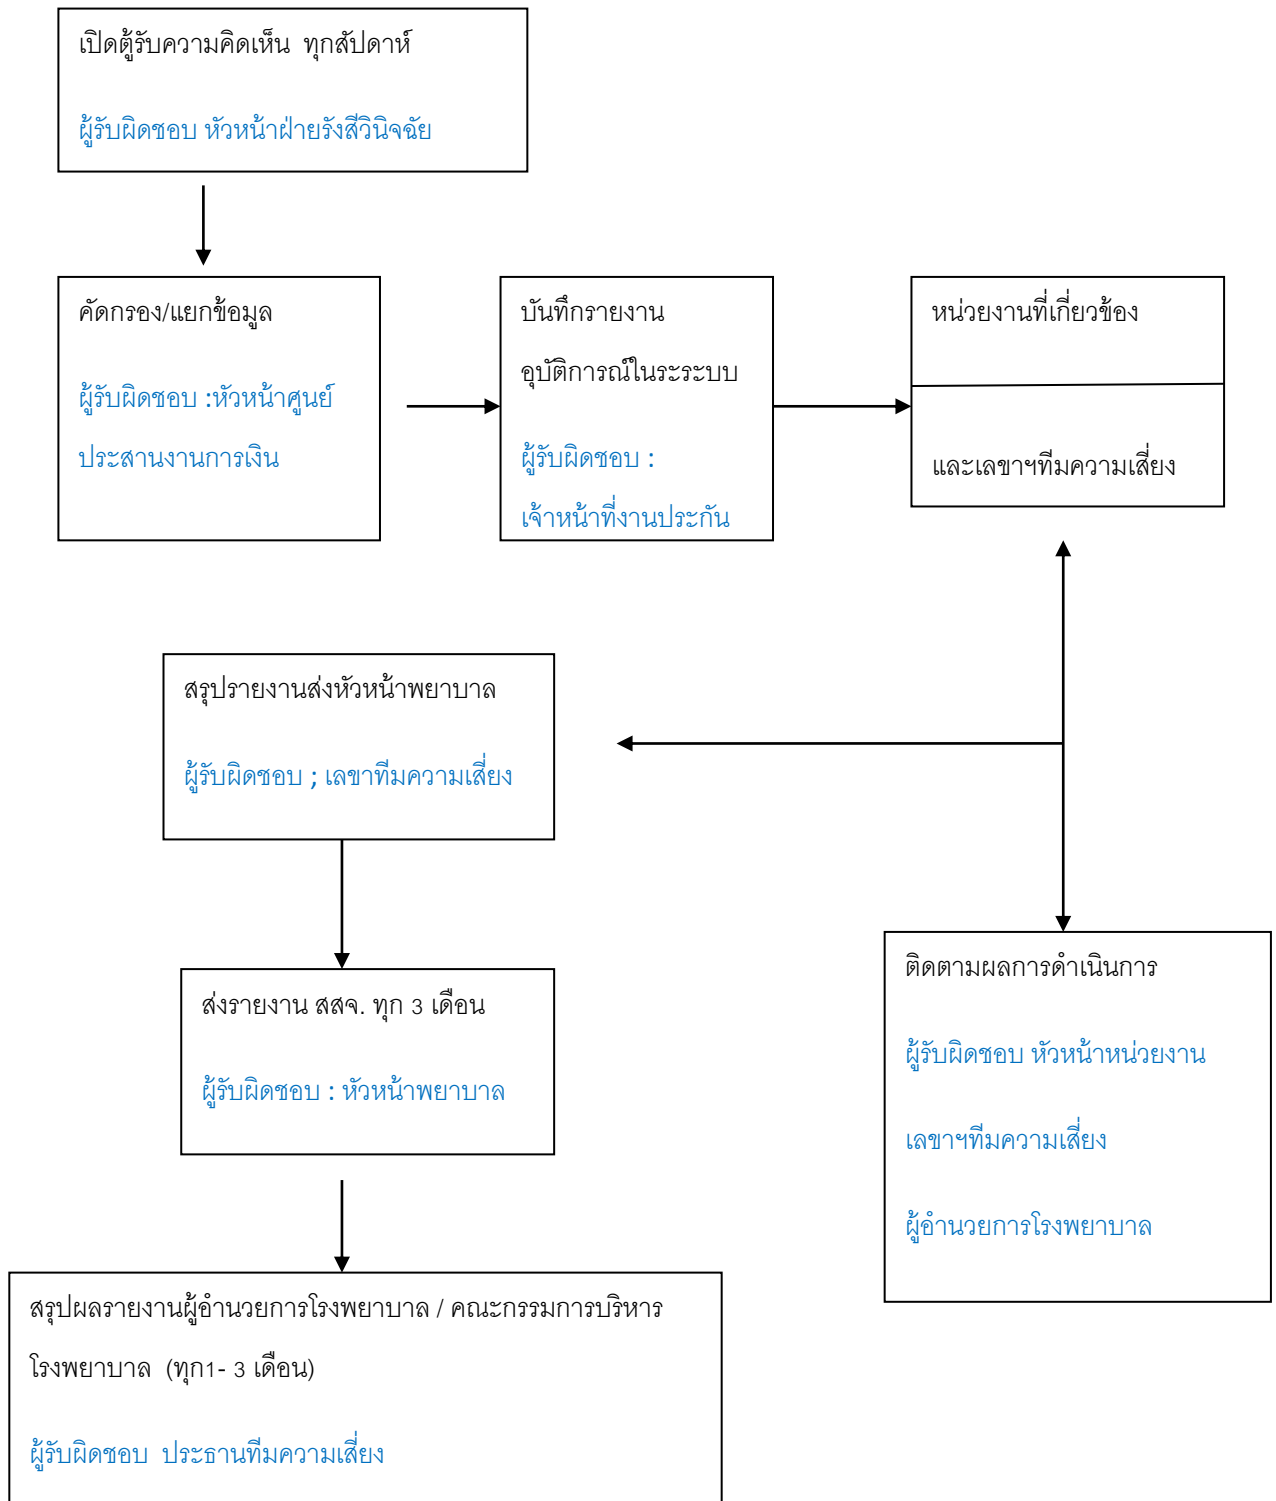 เปิดตู้รับความคิดเห็น  ทุกสัปดาห์
ผู้รับผิดชอบ หัวหน้าฝ่ายรังสีวินิจฉัย
คัดกรอง/แยกข้อมูล
ผู้รับผิดชอบ :หัวหน้าศูนย์
ประสานงานการเงิน
บันทึกรายงาน
อุบัติการณ์ในระระบบ
ผู้รับผิดชอบ :
เจ้าหน้าที่งานประกัน
หน่วยงานที่เกี่ยวข้อง
และเลขาฯทีมความเสี่ยง
สรุปรายงานส่งหัวหน้าพยาบาล
ผู้รับผิดชอบ ; เลขาทีมความเสี่ยง
ส่งรายงาน สสจ. ทุก 3 เดือน
ผู้รับผิดชอบ : หัวหน้าพยาบาล
ติดตามผลการดำเนินการ
ผู้รับผิดชอบ หัวหน้าหน่วยงาน
เลขาฯทีมความเสี่ยง
ผู้อำนวยการโรงพยาบาล
สรุปผลรายงานผู้อำนวยการโรงพยาบาล / คณะกรรมการบริหาร
โรงพยาบาล  (ทุก1- 3 เดือน)
ผู้รับผิดชอบ  ประธานทีมความเสี่ยง